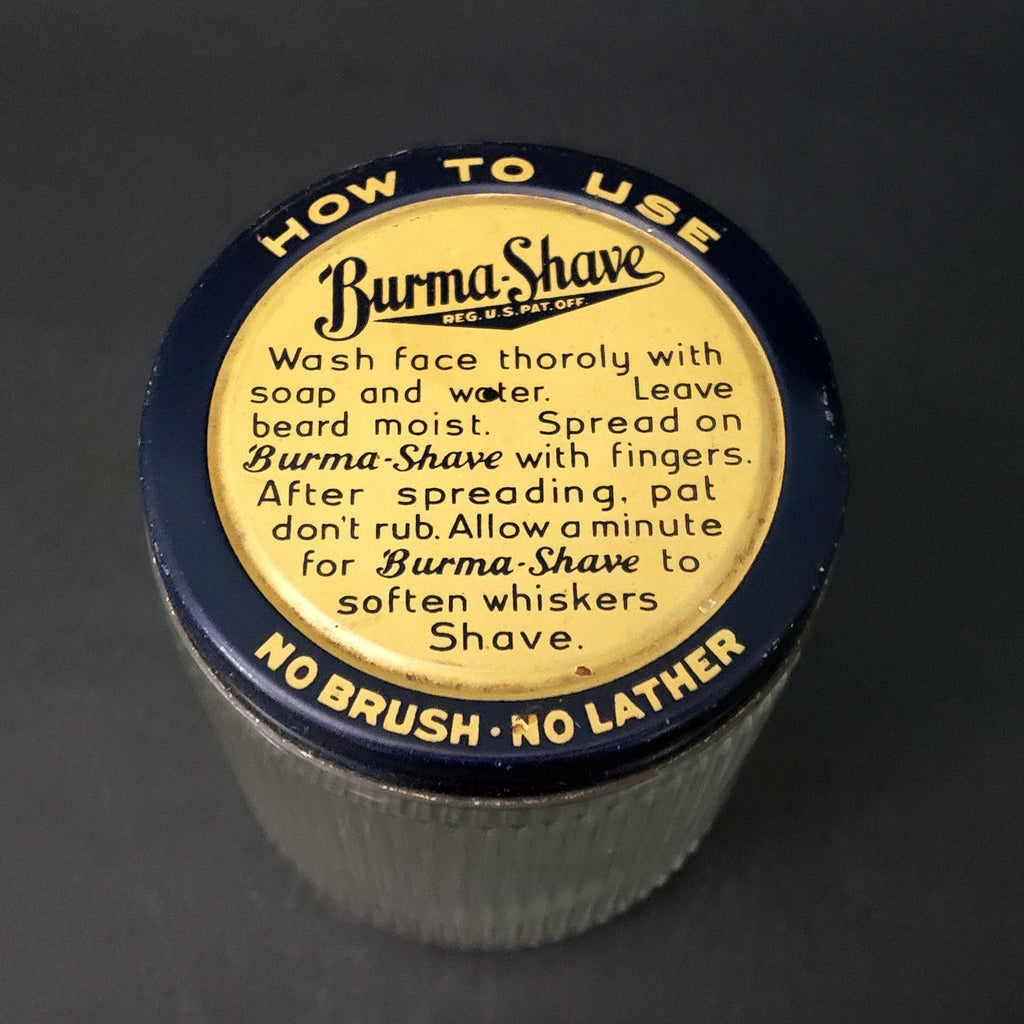 HOW TO USE
Burma-Shave
REG. U.S. PAT. OFF.
Wash face thoroly with
soap and water. Leave
beard moist. Spread on
Burma-Shave with fingers.
After spreading, pat
don't rub. Allow a minute
for Burma-Shave to
soften whiskers
Shave.
NO BRUSH · NO LATHER